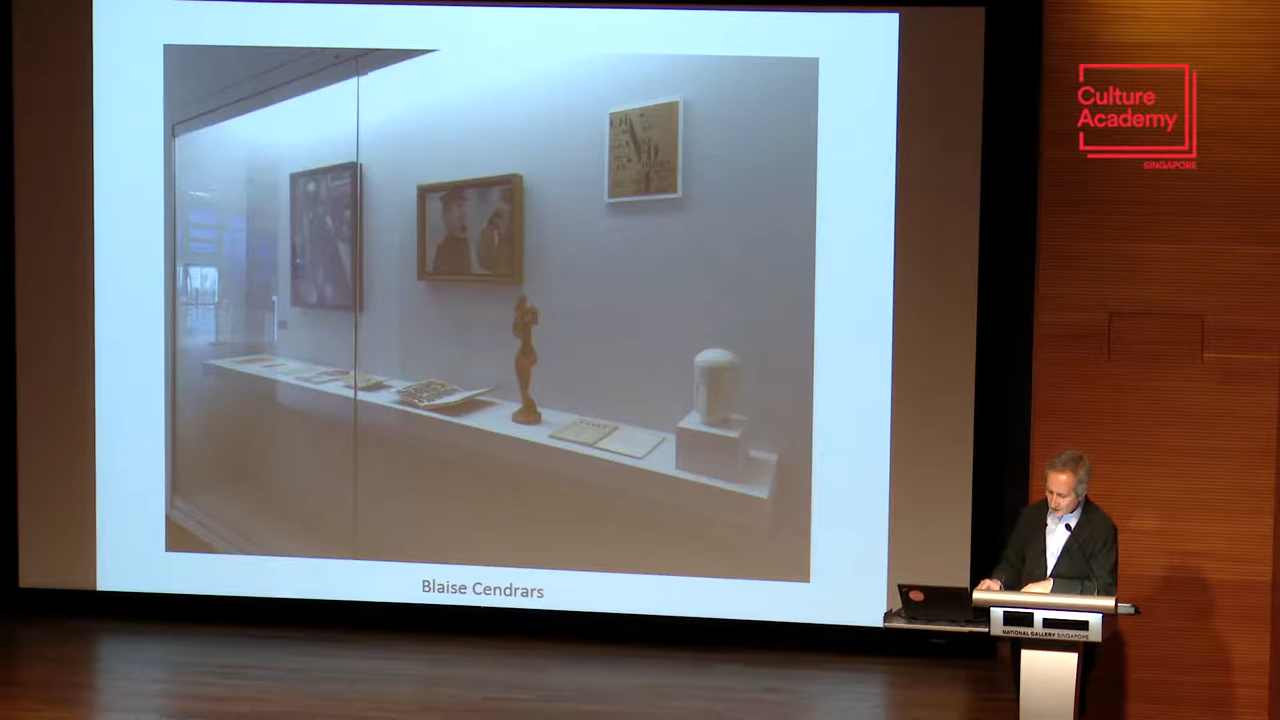 Culture
Academy
SINGAPORE
Blaise Cendrars
NATIONAL GALLERY SINGAPORE